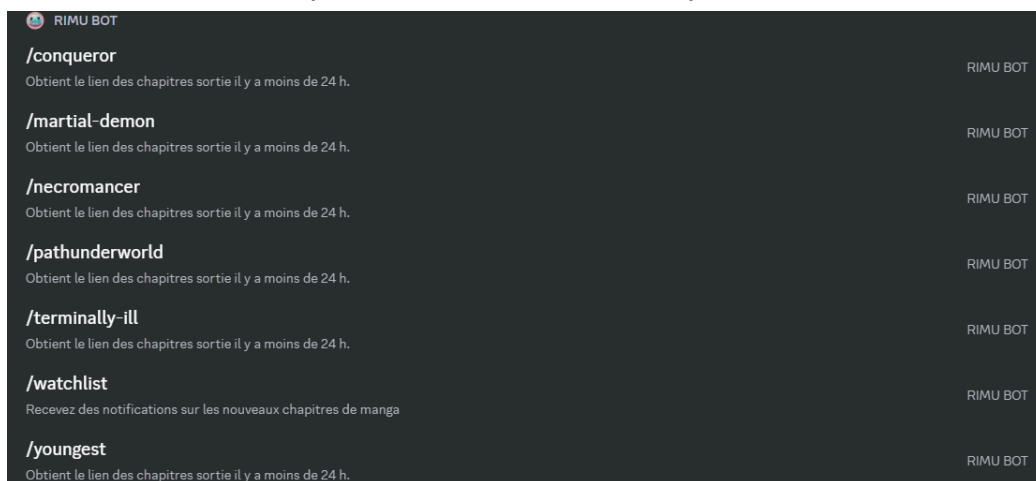 RIMU BOT
/conqueror
Obtient le lien des chapitres sortie il y a moins de 24 h.
RIMU BOT
/martial-demon
Obtient le lien des chapitres sortie il y a moins de 24 h.
RIMU BOT
/necromancer
Obtient le lien des chapitres sortie il y a moins de 24 h.
RIMU BOT
/pathunderworld
Obtient le lien des chapitres sortie il y a moins de 24 h.
RIMU BOT
/terminally-ill
Obtient le lien des chapitres sortie il y a moins de 24 h.
RIMU BOT
/watchlist
Recevez des notifications sur les nouveaux chapitres de manga
RIMU BOT
/youngest
Obtient le lien des chapitres sortie il y a moins de 24 h.
RIMU BOT